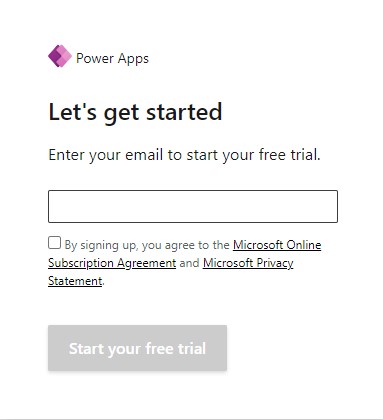 Power Apps
Let's get started
Enter your email to start your free trial.
By signing up, you agree to the Microsoft Online
Subscription Agreement and Microsoft Privacy
Statement.
Start your free trial